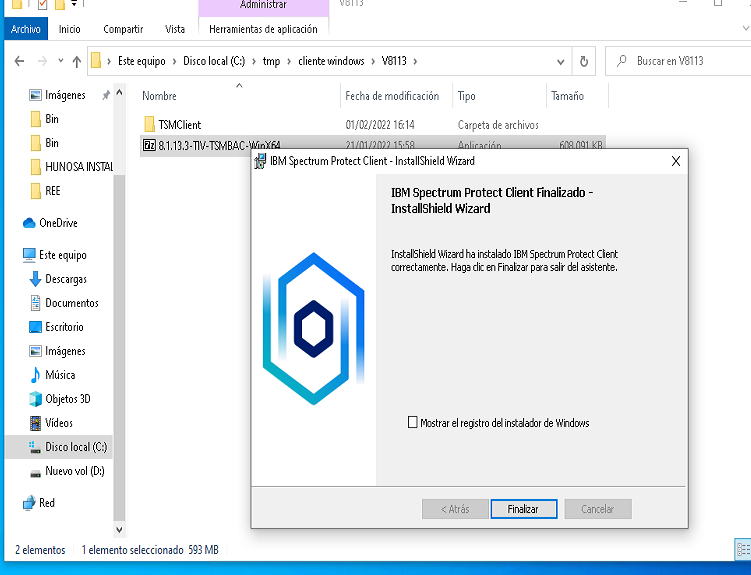 Administrar
V8113
Archivo Inicio Compartir Vista Herramientas de aplicación
Este equipo > Disco local (C:) > tmp > cliente windows > V8113 >
Buscar en V8113
Imágenes
Bin
Bin
HUNOSA INSTAL
REE
OneDrive
Este equipo
Descargas
Documentos
Escritorio
Imágenes
Música
Objetos 3D
Vídeos
Disco local (C:)
Nuevo vol (D:)
Red
Nombre Fecha de modificación Tipo Tamaño
TSMClient 01/02/2022 16:14 Carpeta de archivos
8.1.13.3-TIV-TSMBAC-WinX64 21/01/2022 15:58 Aplicación 608.091 KB
IBM Spectrum Protect Client - InstallShield Wizard X
IBM Spectrum Protect Client Finalizado -
InstallShield Wizard
InstallShield Wizard ha instalado IBM Spectrum Protect Client
correctamente. Haga clic en Finalizar para salir del asistente.
Mostrar el registro del instalador de Windows
< Atrás Finalizar Cancelar
2 elementos 1 elemento seleccionado 593 MB